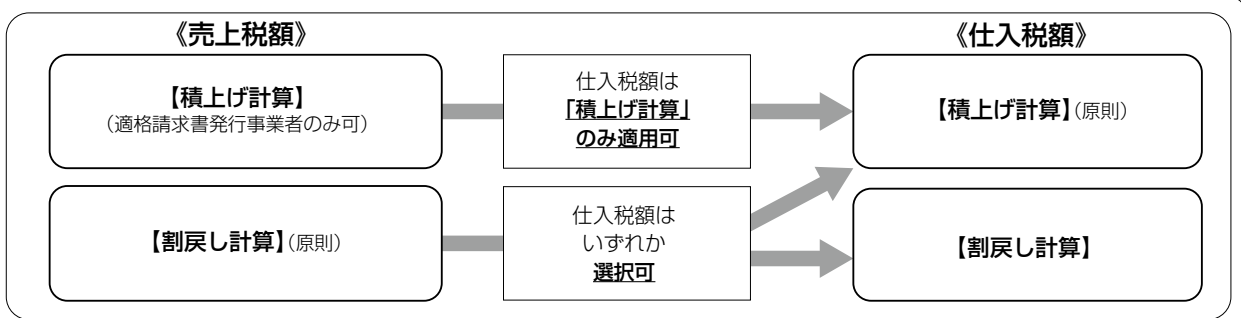 《売上税額》
《仕入税額》
【積上げ計算】
(適格請求書発行事業者のみ可)
仕入税額は
「積上げ計算」
のみ適用可
【積上げ計算】(原則)
【割戻し計算】(原則)
仕入税額は
いずれか
選択可
【割戻し計算】